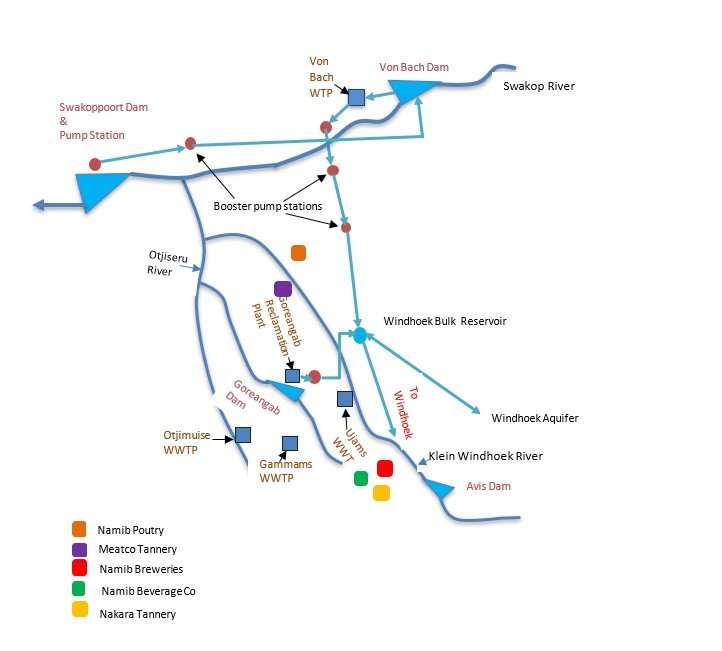 Von
Bach
WTP
Von Bach Dam
Swakop River
Swakoppoort Dam
&
Pump Station
Booster pump stations
Otjiseru
River
Goreangab
Reclamation
Plant
Windhoek Bulk Reservoir
Goreangab
Dam
To
Windhoek
Windhoek Aquifer
Otjimuise
WWTP
Gammams
WWTP
Ujams
WWT
Klein Windhoek River
Avis Dam
Namib Poutry
Meatco Tannery
Namib Breweries
Namib Beverage Co
Nakara Tannery